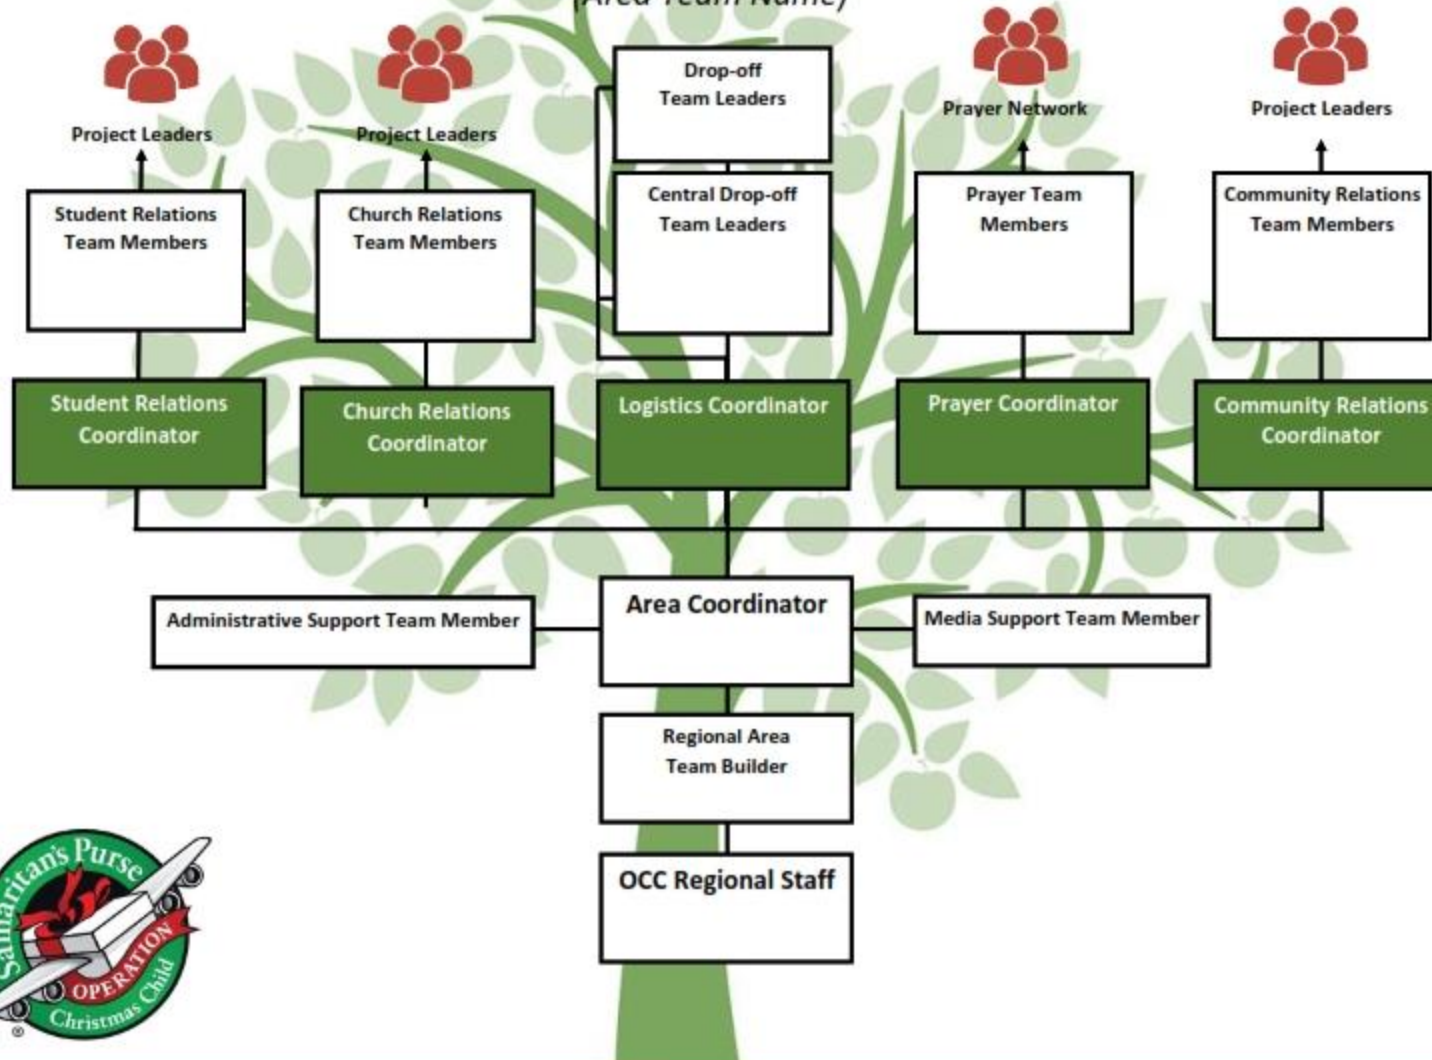 (Area Team Name)
Project Leaders
Project Leaders
Prayer Network
Project Leaders
Drop-off
Team Leaders
Student Relations
Team Members
Church Relations
Team Members
Central Drop-off
Team Leaders
Prayer Team
Members
Community Relations
Team Members
Student Relations
Coordinator
Church Relations
Coordinator
Logistics Coordinator
Prayer Coordinator
Community Relations
Coordinator
Administrative Support Team Member
Area Coordinator
Media Support Team Member
Regional Area
Team Builder
OCC Regional Staff
Samaritan's Purse
OPERATION
Christmas Child
®